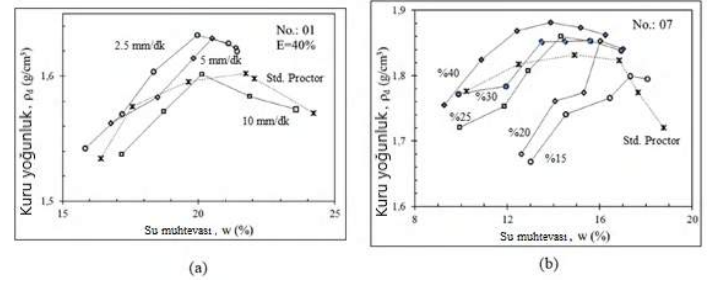 No.: 01
E=40%
2.5 mm/dk
5 mm/dk
Std. Proctor
10 mm/dk
1,6
1,5
15
20
25
Kuru yoğunluk, ρd (g/cm³)
Su muhtevası , w (%)
(a)
No.: 07
1,9
1,8
1,7
1,6
%40
%30
%25
%20
%15
Std. Proctor
8
12
16
20
Kuru yoğunluk, ρd (g/cm³)
Su muhtevası , w (%)
(b)